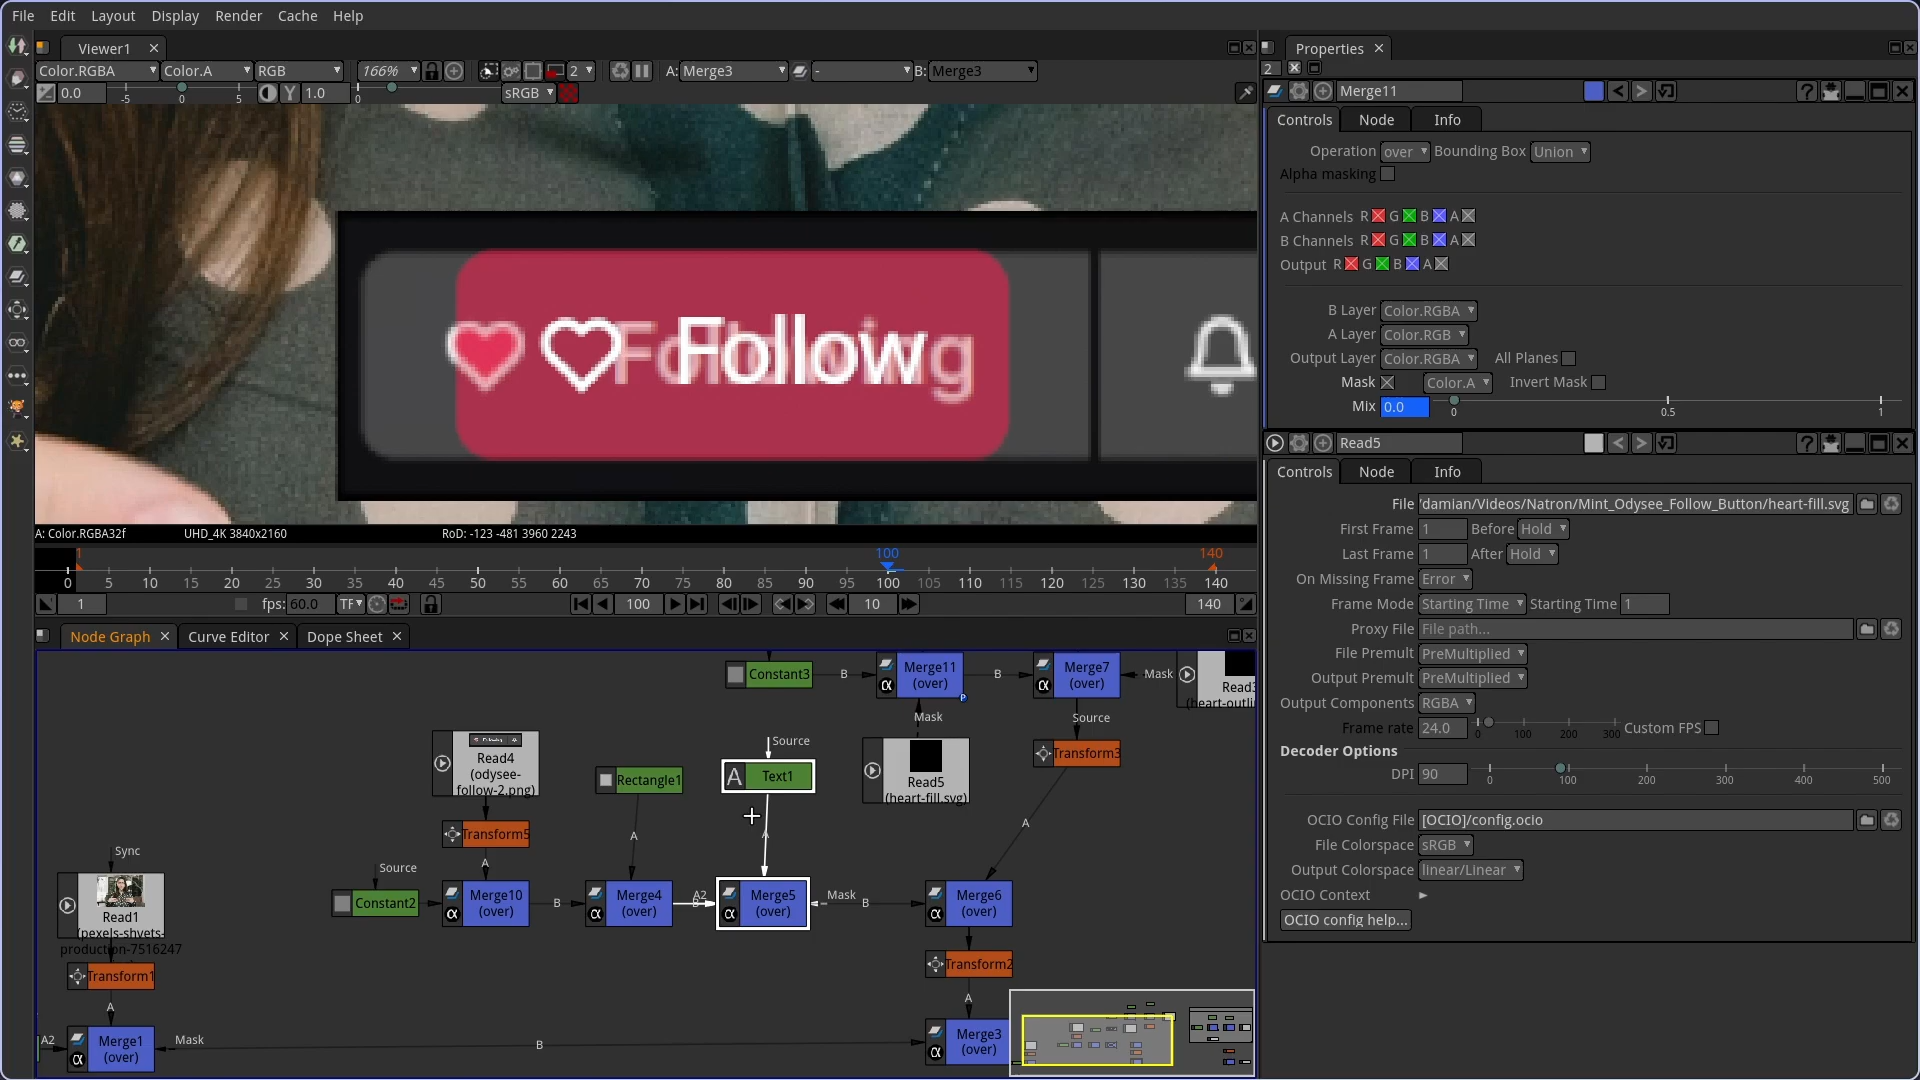 File Edit Layout Display Render Cache Help
Viewer1
Color.RGBA Color.A RGB 166% 2 A: Merge3 - B: Merge3
0.0 -5 0 5 Y 1.0 0 sRGB
Follow
A: Color.RGBA32f UHD_4K 3840x2160 RoD: -123 -481 3960 2243
1 100 140
0 5 10 15 20 25 30 35 40 45 50 55 60 65 70 75 80 85 90 95 100 105 110 115 120 125 130 135 140
1 fps: 60.0 TF 100 10 140
Node Graph Curve Editor Dope Sheet
Constant3 B Merge11 (over) B Merge7 (over) Mask
Mask Source
Source
Read4
(odysee-
follow-2.png)
Rectangle1
A Text1
Read5
(heart-fill.svg)
Transform3
Transform5
A A A A
Sync
Source
Constant2
Merge10 (over) B Merge4 (over) A2 Merge5 (over) Mask B Merge6 (over)
Read1
(pexels-shvets-
production-7516247
Transform1
Transform2
A A
A2 Merge1 (over) Mask B Merge3 (over)
Properties
2
Merge11
Controls Node Info
Operation over Bounding Box Union
Alpha masking
A Channels R G B A
B Channels R G B A
Output R G B A
B Layer Color.RGBA
A Layer Color.RGB
Output Layer Color.RGBA All Planes
Mask Color.A Invert Mask
Mix 0.0 0 0.5 1
Read5
Controls Node Info
File 'damian/Videos/Natron/Mint_Odysee_Follow_Button/heart-fill.svg
First Frame 1 Before Hold
Last Frame 1 After Hold
On Missing Frame Error
Frame Mode Starting Time Starting Time 1
Proxy File File path...
File Premult PreMultiplied
Output Premult PreMultiplied
Output Components RGBA
Frame rate 24.0 0 100 200 300 Custom FPS
Decoder Options
DPI 90 0 100 200 300 400 500
OCIO Config File [OCIO]/config.ocio
File Colorspace sRGB
Output Colorspace linear/Linear
OCIO Context
OCIO config help...